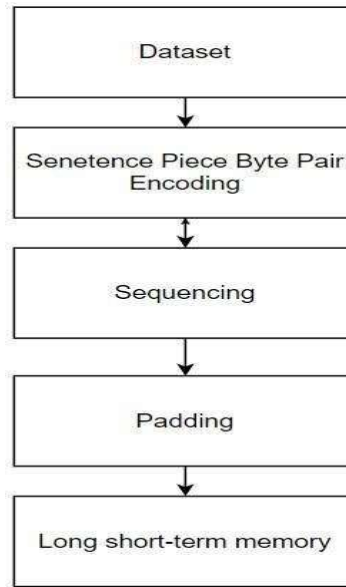 Dataset
Senetence Piece Byte Pair
Encoding
Sequencing
Padding
Long short-term memory